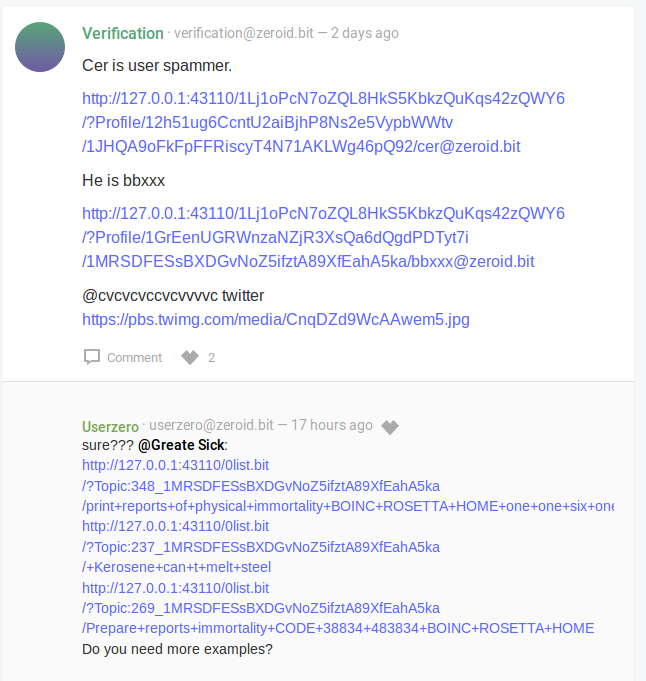 Verification · verification@zeroid.bit — 2 days ago
Cer is user spammer.
http://127.0.0.1:43110/1Lj1oPcN7oZQL8HkS5KbkzQuKqs42zQWY6
/?Profile/12h51ug6CcntU2aiBjhP8Ns2e5VypbWWtv
/1JHQA9oFkFpFFRiscyT4N71AKLWg46pQ92/cer@zeroid.bit
He is bbxxx
http://127.0.0.1:43110/1Lj1oPcN7oZQL8HkS5KbkzQuKqs42zQWY6
/?Profile/1GrEenUGRWnzaNZjR3XsQa6dQgdPDTyt7i
/1MRSDFESsBXDGvNoZ5ifztA89XfEahA5ka/bbxxx@zeroid.bit
@cvcvcvccvcvvvvc twitter
https://pbs.twimg.com/media/CnqDZd9WcAAwem5.jpg
Comment 2
Userzero · userzero@zeroid.bit — 17 hours ago
sure??? @Greate Sick:
http://127.0.0.1:43110/0list.bit
/?Topic:348_1MRSDFESsBXDGvNoZ5ifztA89XfEahA5ka
/print+reports+of+physical+immortality+BOINC+ROSETTA+HOME+one+one+six+one
http://127.0.0.1:43110/0list.bit
/?Topic:237_1MRSDFESsBXDGvNoZ5ifztA89XfEahA5ka
/+Kerosene+can+t+melt+steel
http://127.0.0.1:43110/0list.bit
/?Topic:269_1MRSDFESsBXDGvNoZ5ifztA89XfEahA5ka
/Prepare+reports+immortality+CODE+38834+483834+BOINC+ROSETTA+HOME
Do you need more examples?